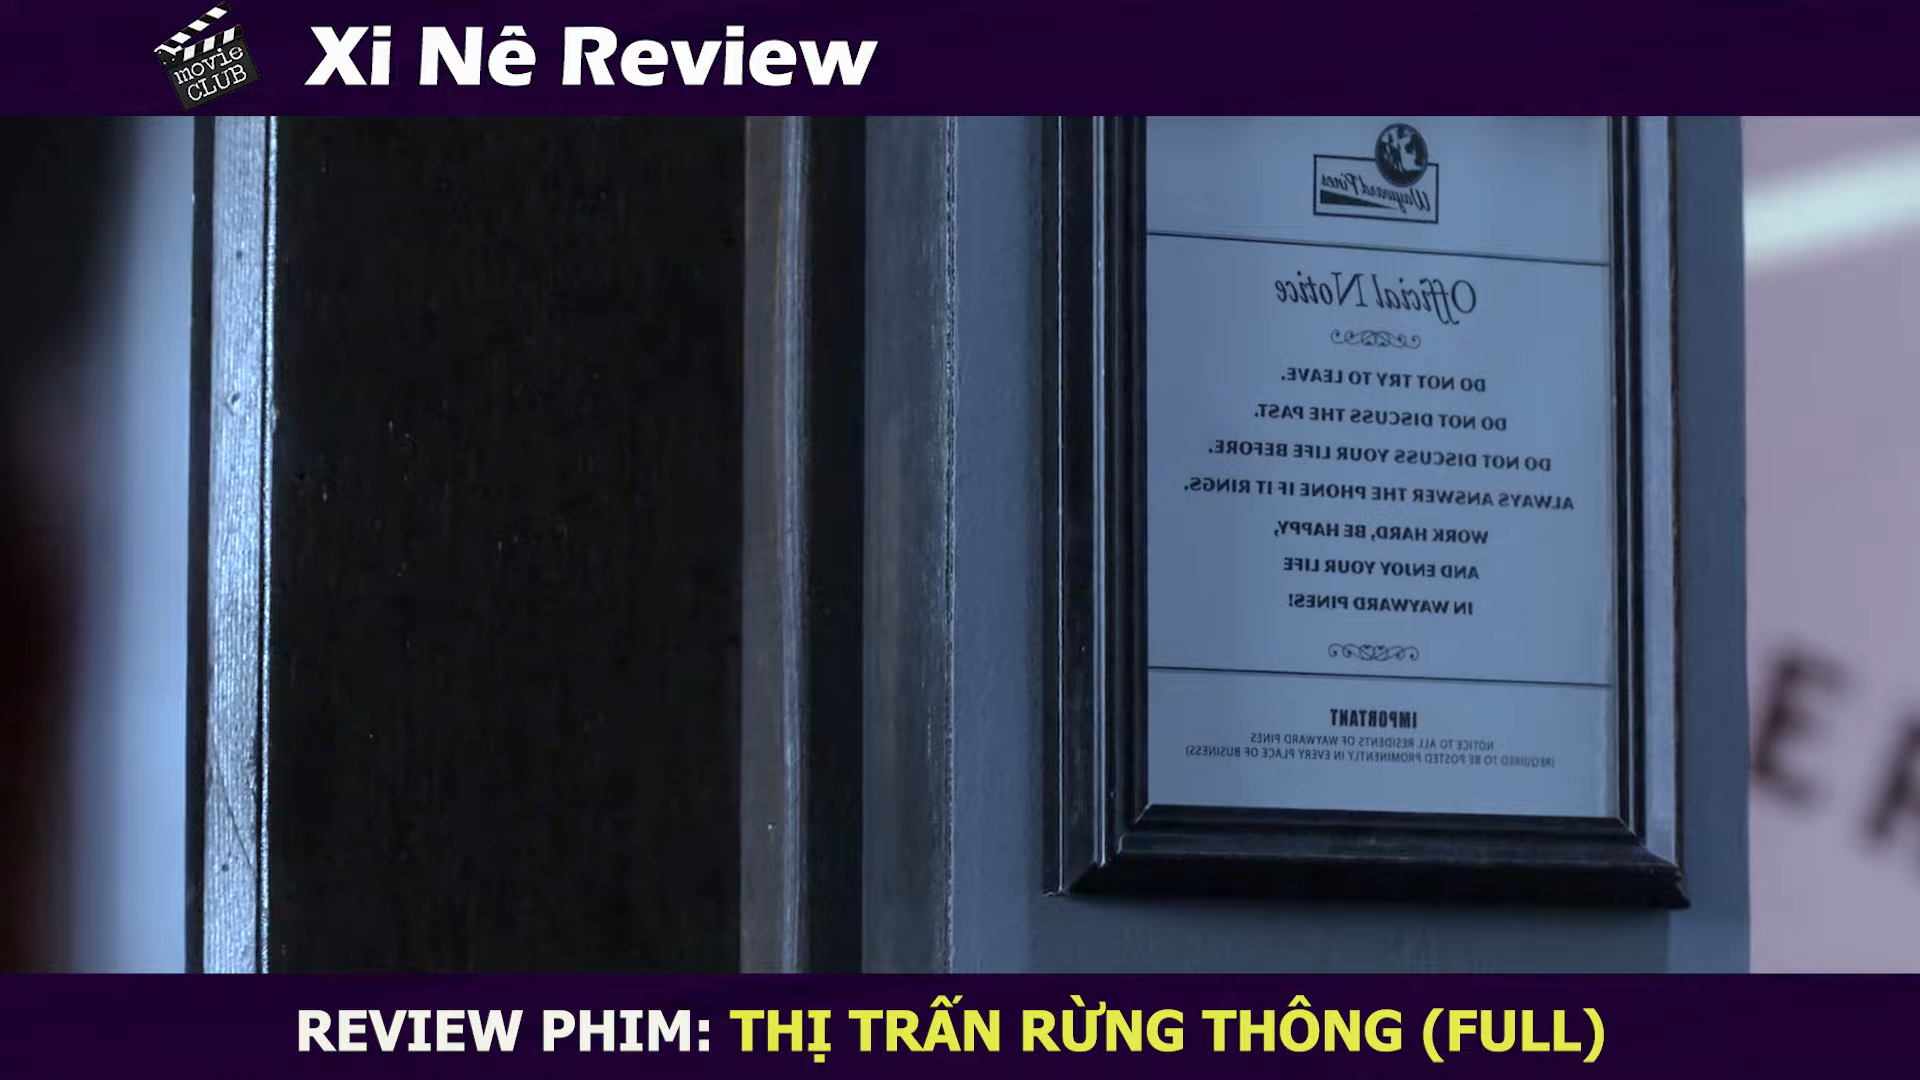 movie
CLUB
Xi Nê Review
Wayward Pines
Official Notice
DO NOT TRY TO LEAVE.
DO NOT DISCUSS THE PAST.
DO NOT DISCUSS YOUR LIFE BEFORE.
ALWAYS ANSWER THE PHONE IF IT RINGS.
WORK HARD, BE HAPPY,
AND ENJOY YOUR LIFE
IN WAYWARD PINES!
IMPORTANT
NOTICE TO ALL RESIDENTS OF WAYWARD PINES
(REQUIRED TO BE POSTED PROMINENTLY IN EVERY PLACE OF BUSINESS)
ER
REVIEW PHIM: THỊ TRẤN RỪNG THÔNG (FULL)